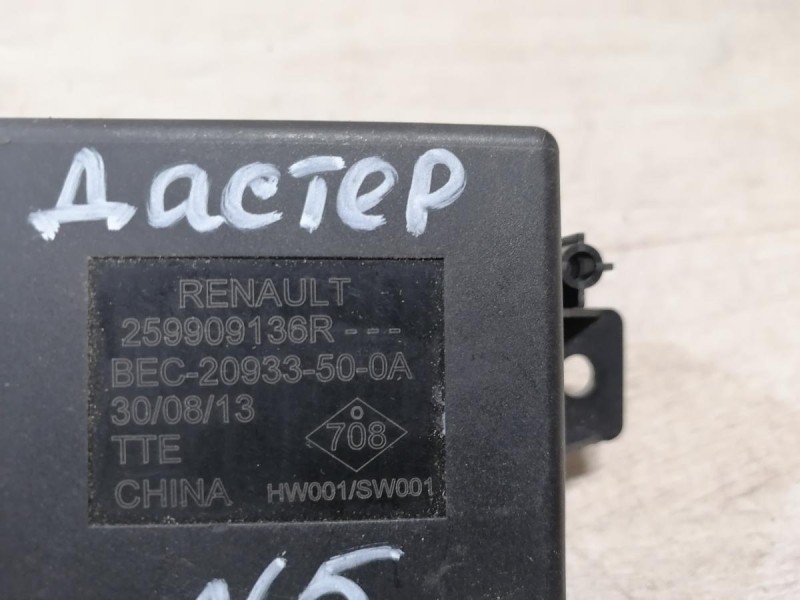 Дастер
RENAULT
259909136R---
BEC-20933-50-0A
30/08/13
TTE
708
CHINA HW001/SW001